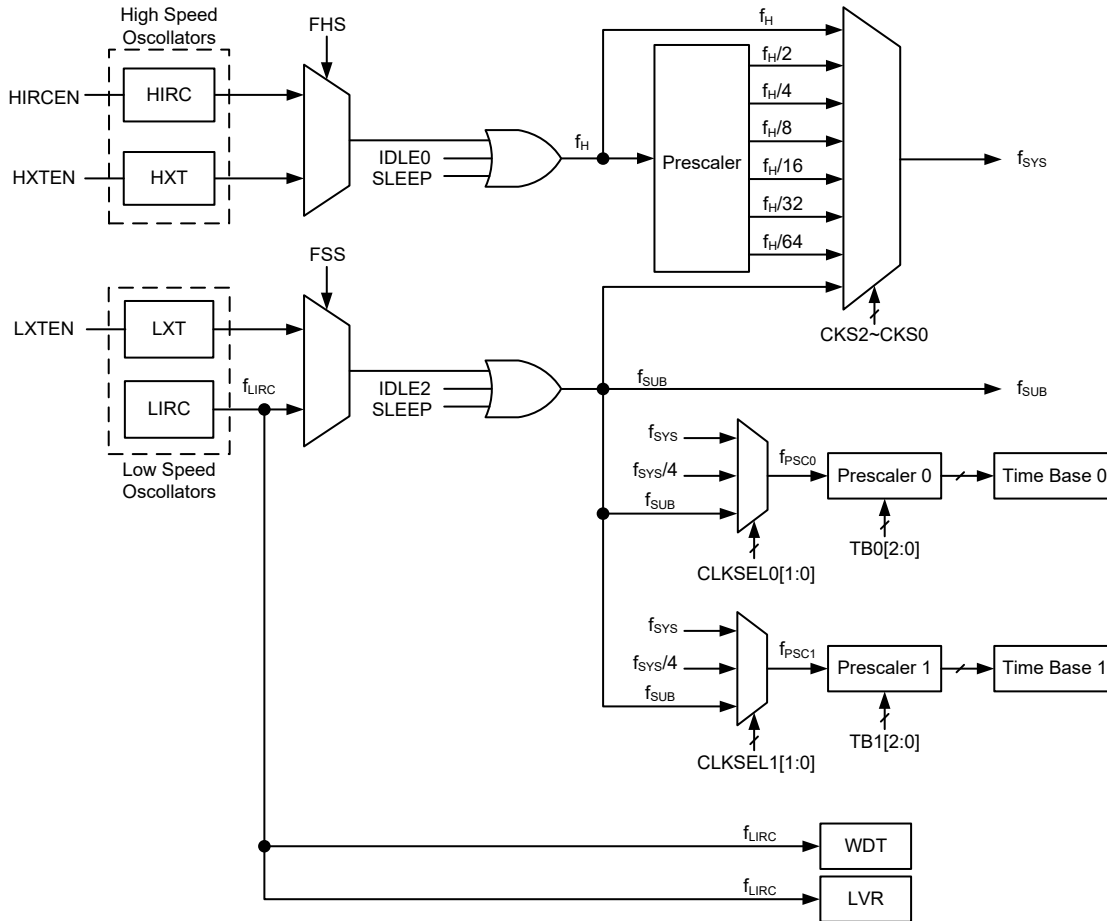 High Speed
Oscollators
FHS
HIRCEN
HIRC
HXTEN
HXT
IDLE0
SLEEP
fH
Prescaler
fH
fH/2
fH/4
fH/8
fH/16
fH/32
fH/64
fSYS
CKS2~CKS0
FSS
LXTEN
LXT
LIRC
fLIRC
Low Speed
Oscollators
IDLE2
SLEEP
fSUB
fSUB
fSYS
fSYS/4
fSUB
fPSC0
Prescaler 0
Time Base 0
TB0[2:0]
CLKSEL0[1:0]
fSYS
fSYS/4
fSUB
fPSC1
Prescaler 1
Time Base 1
TB1[2:0]
CLKSEL1[1:0]
fLIRC
WDT
fLIRC
LVR